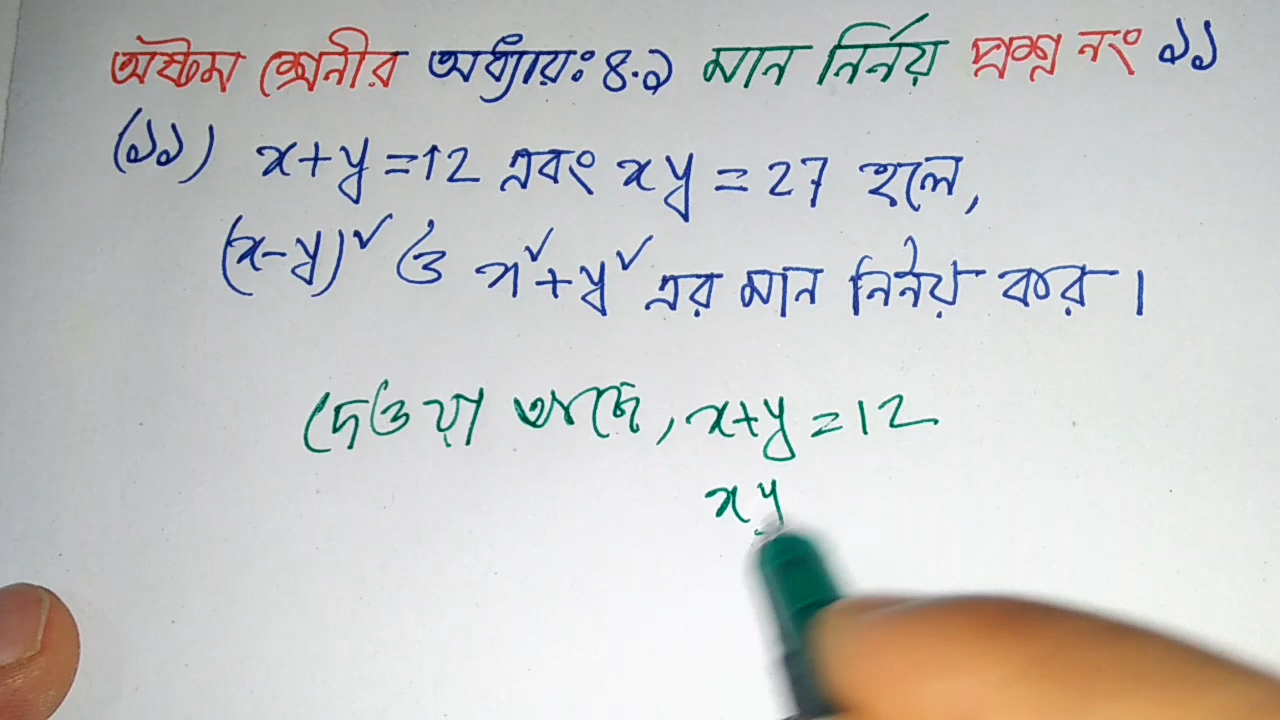 অষ্টম শ্রেনীর অধ্যায়ঃ ৪.১ মান নির্নয় প্রশ্ন নং ১১
(১১) x+y=12 এবং xy=27 হলে,
(x-y)² ও x²+y² এর মান নির্নয় কর।
দেওয়া আছে, x+y=12
xy